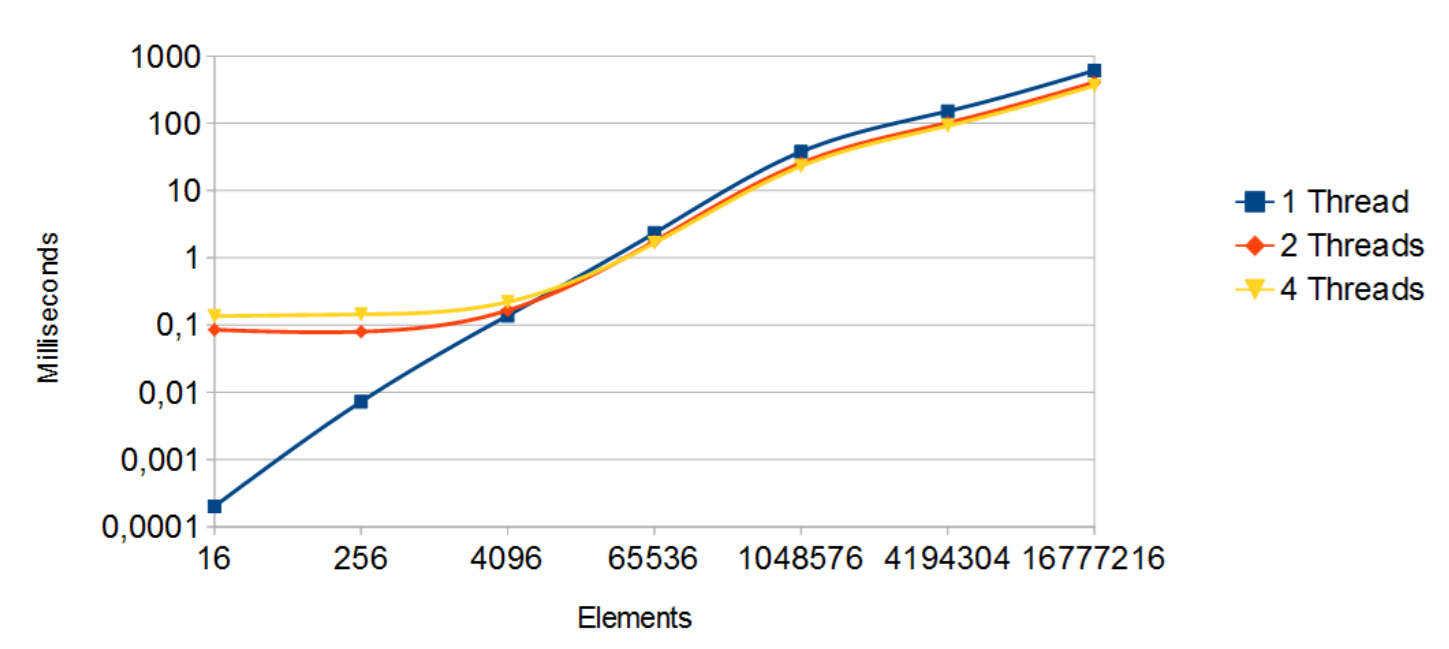 1000
100
10
1
0,1
0,01
0,001
0,0001
Milliseconds
16 256 4096 65536 1048576 4194304 16777216
Elements
1 Thread
2 Threads
4 Threads